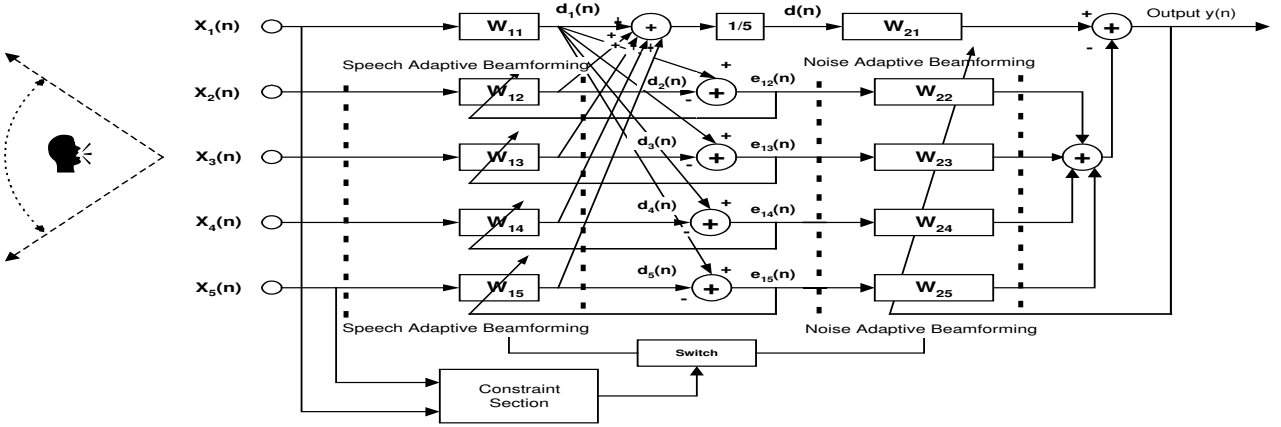 X1(n) W11 d1(n) + 1/5 d(n) W21 + Output y(n)
Speech Adaptive Beamforming Noise Adaptive Beamforming
X2(n) W12 d2(n) + e12(n) W22
X3(n) W13 d3(n) + e13(n) W23 +
X4(n) W14 d4(n) + e14(n) W24
X5(n) W15 d5(n) + e15(n) W25
Speech Adaptive Beamforming Noise Adaptive Beamforming
Switch
Constraint
Section